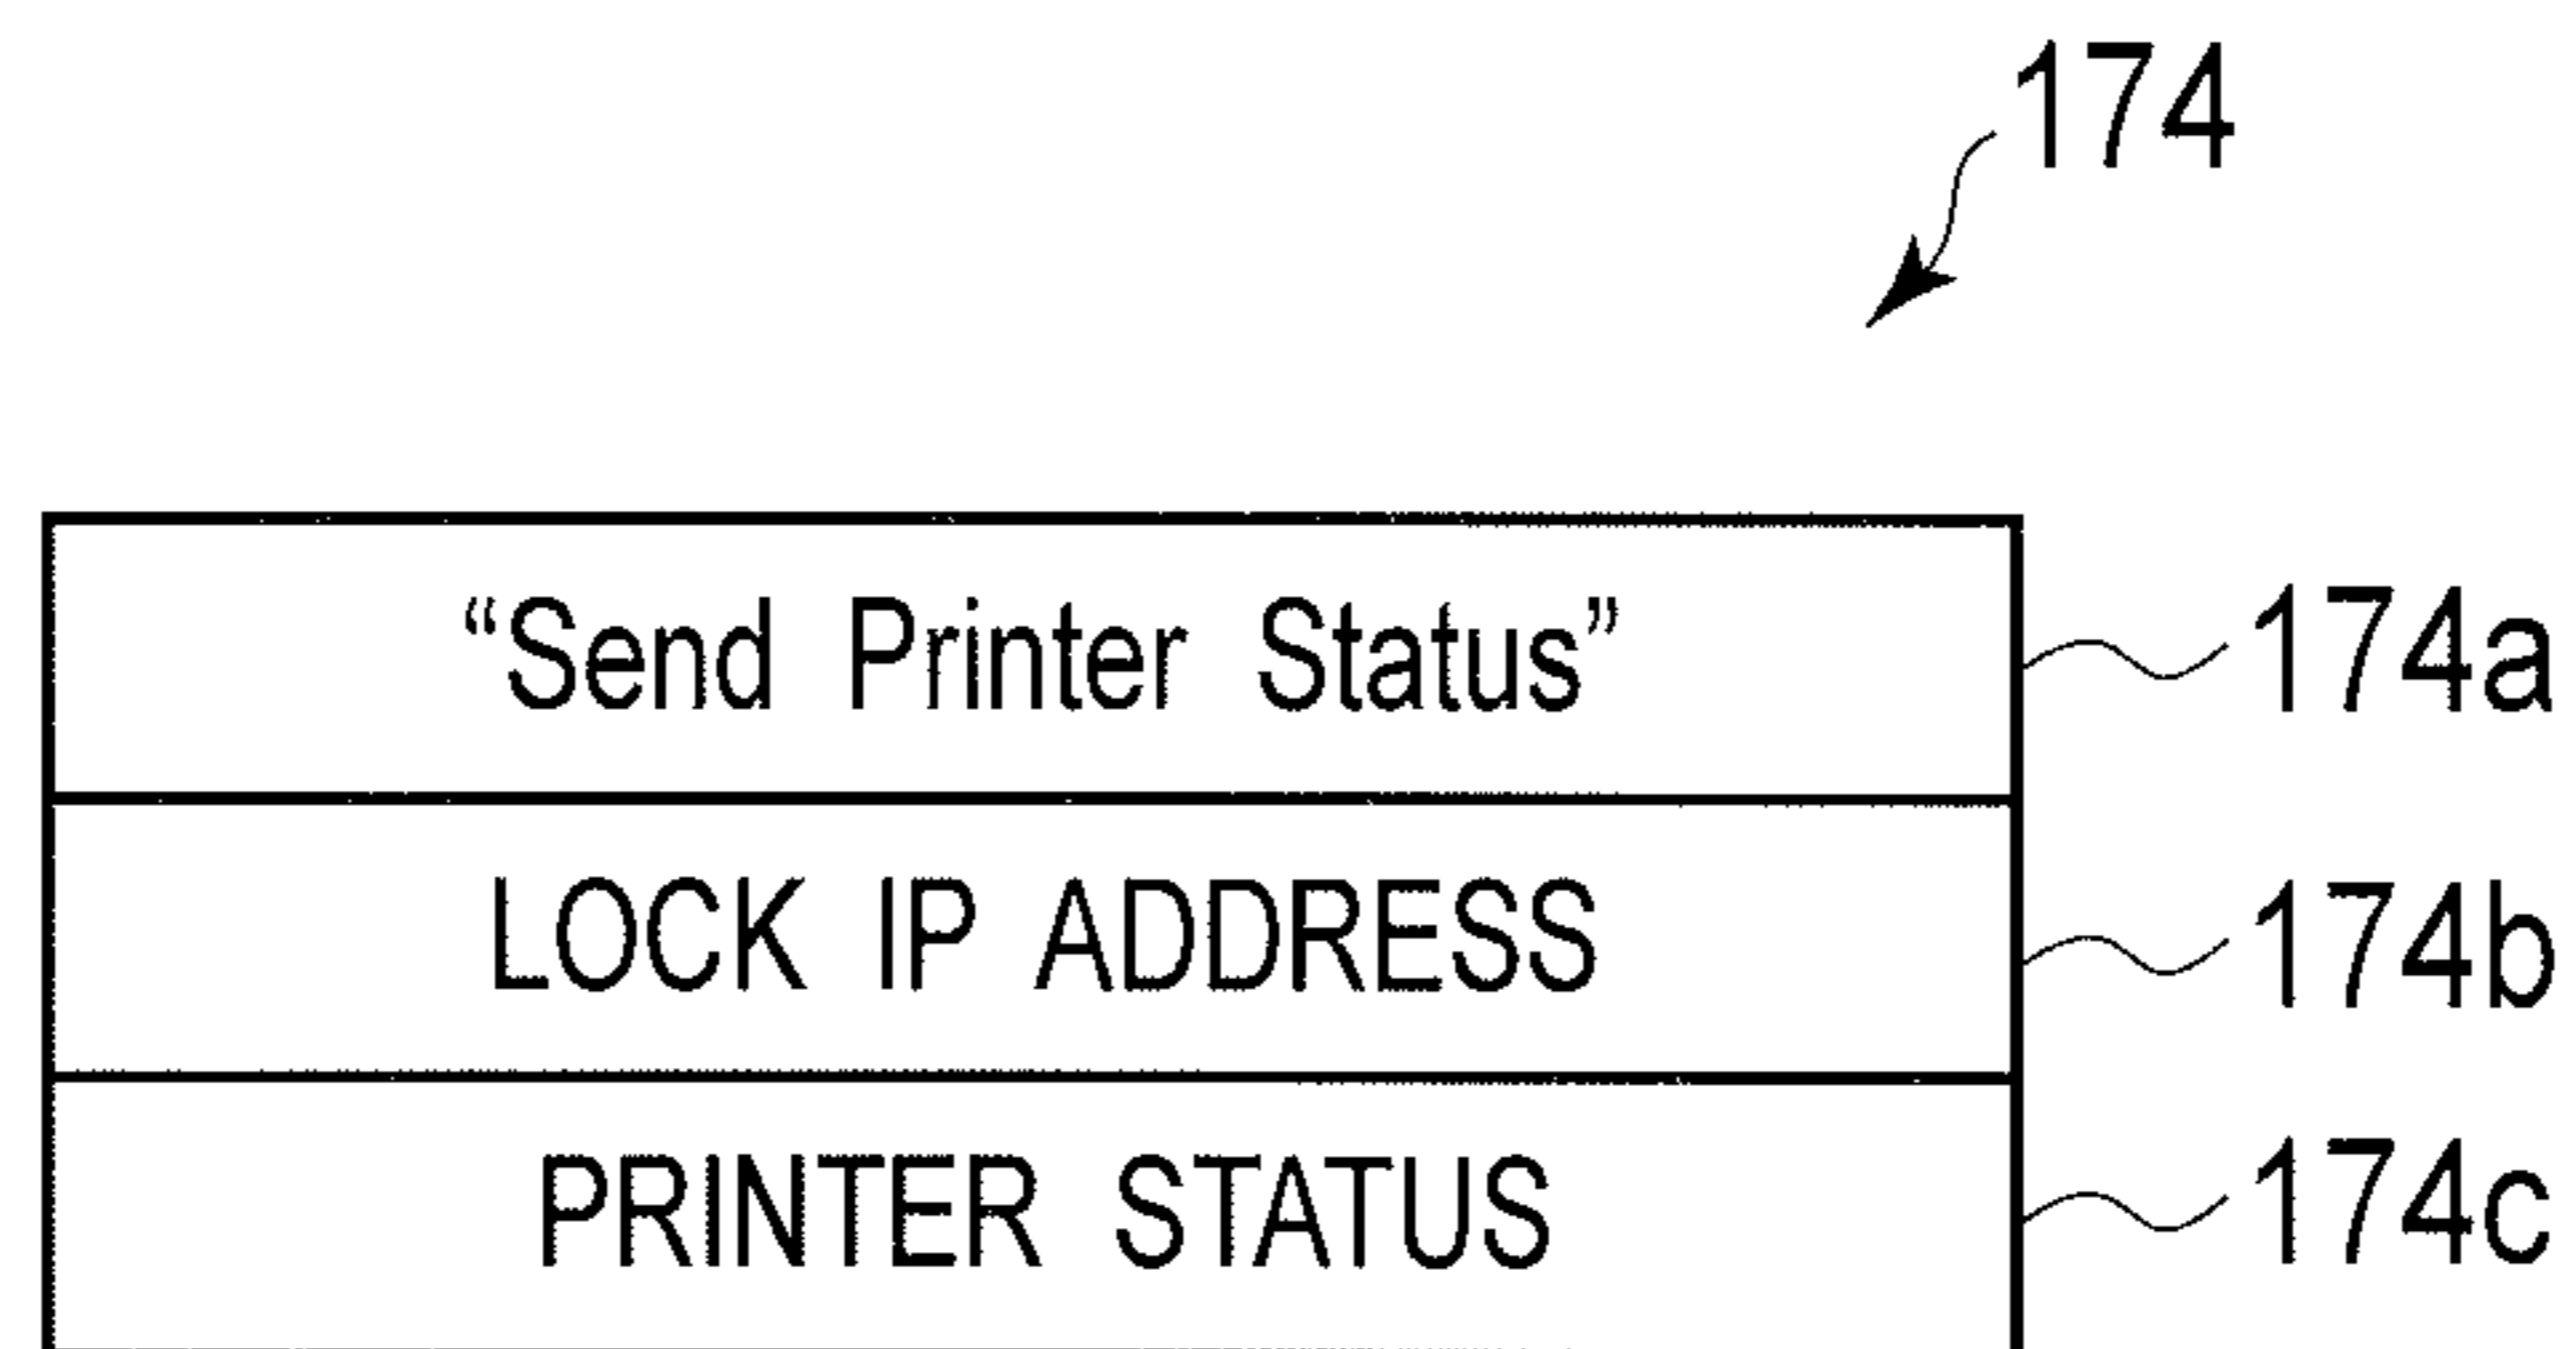 174
“Send Printer Status” 174a
LOCK IP ADDRESS 174b
PRINTER STATUS 174c